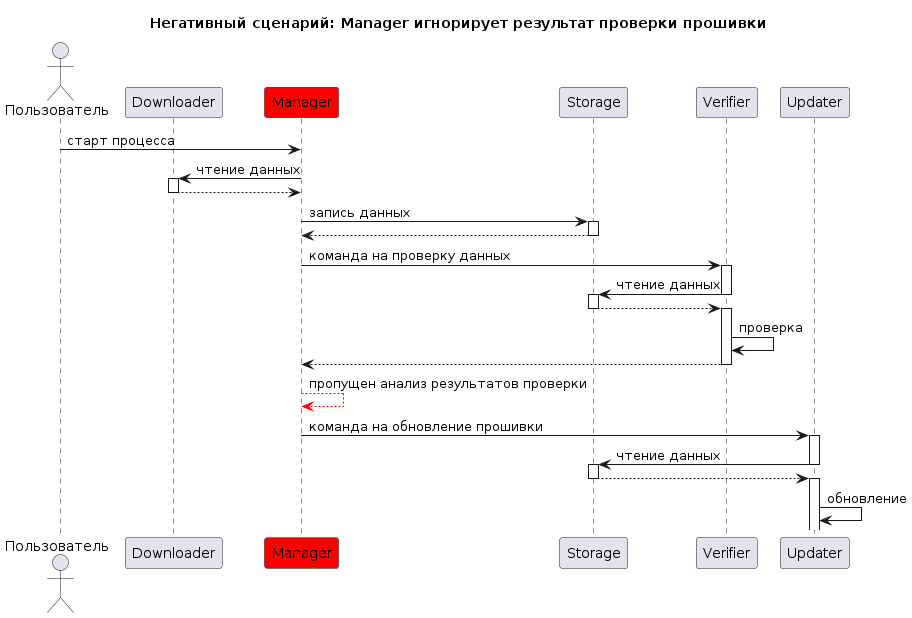 Негативный сценарий: Manager игнорирует результат проверки прошивки
Пользователь
Downloader
Manager
Storage
Verifier
Updater
старт процесса
чтение данных
запись данных
команда на проверку данных
чтение данных
проверка
пропущен анализ результатов проверки
команда на обновление прошивки
чтение данных
обновление
Пользователь
Downloader
Manager
Storage
Verifier
Updater